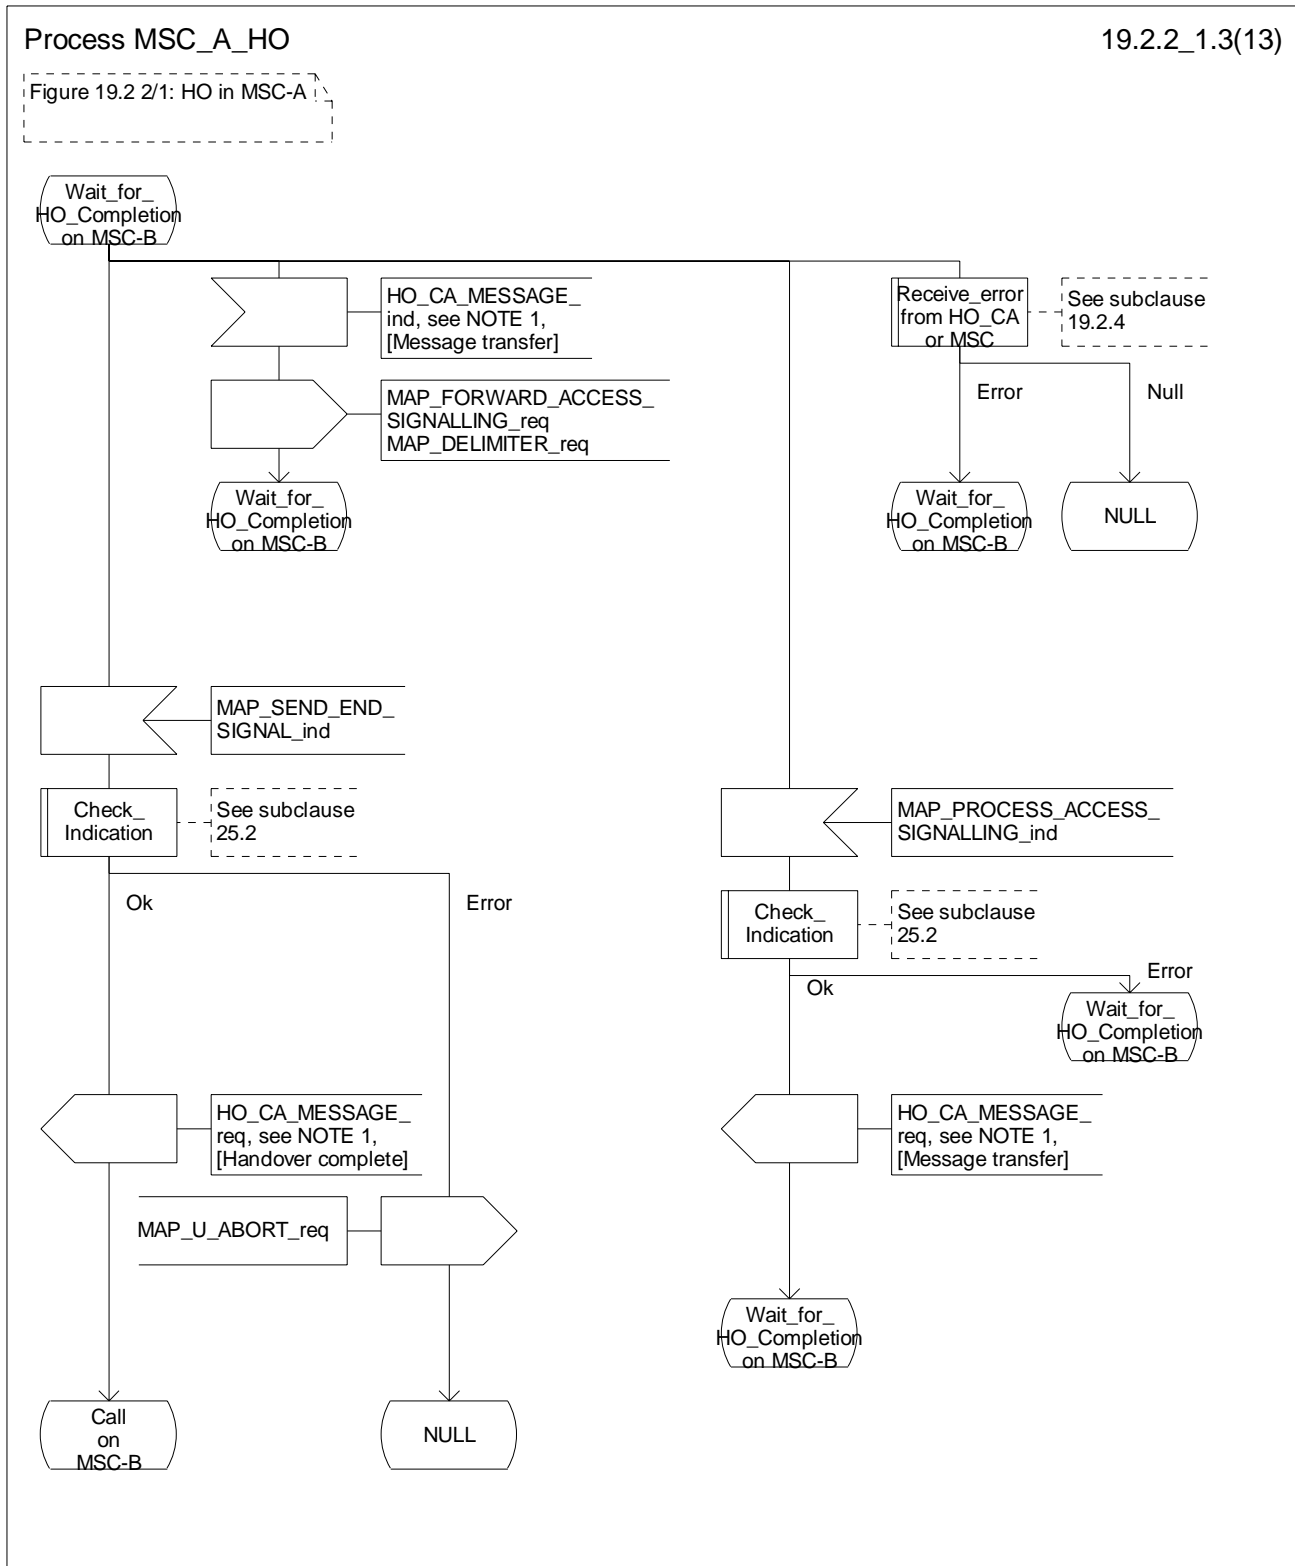 Process MSC_A_HO
19.2.2_1.3(13)
Figure 19.2 2/1: HO in MSC-A
Wait_for_
HO_Completion
on MSC-B
HO_CA_MESSAGE_
ind, see NOTE 1,
[Message transfer]
Receive_error
from HO_CA
or MSC
See subclause
19.2.4
MAP_FORWARD_ACCESS_
SIGNALLING_req
MAP_DELIMITER_req
Error
Null
Wait_for_
HO_Completion
on MSC-B
Wait_for_
HO_Completion
on MSC-B
NULL
MAP_SEND_END_
SIGNAL_ind
Check_
Indication
See subclause
25.2
MAP_PROCESS_ACCESS_
SIGNALLING_ind
Ok
Error
Check_
Indication
See subclause
25.2
Ok
Error
Wait_for_
HO_Completion
on MSC-B
HO_CA_MESSAGE_
req, see NOTE 1,
[Handover complete]
HO_CA_MESSAGE_
req, see NOTE 1,
[Message transfer]
MAP_U_ABORT_req
Wait_for_
HO_Completion
on MSC-B
Call
on
MSC-B
NULL